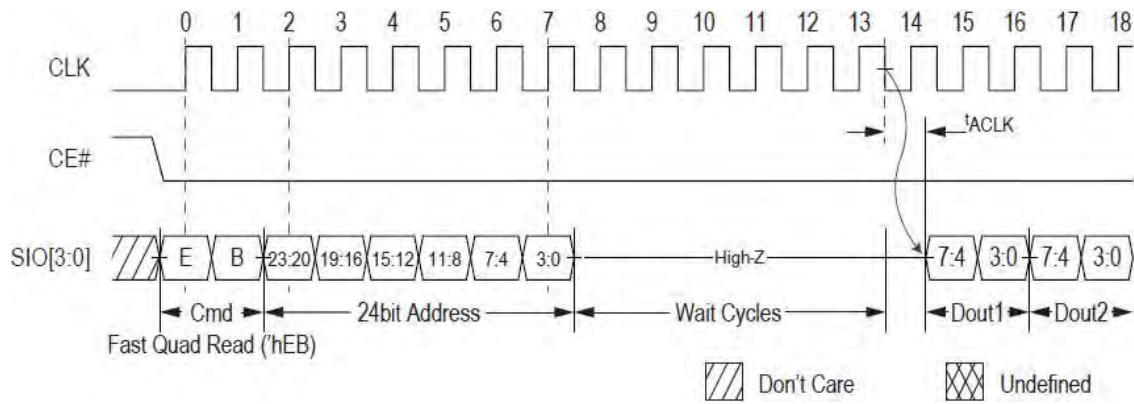 0 1 2 3 4 5 6 7 8 9 10 11 12 13 14 15 16 17 18
CLK
tACLK
CE#
SIO[3:0] E B 23:20 19:16 15:12 11:8 7:4 3:0 High-Z 7:4 3:0 7:4 3:0
Cmd 24bit Address Wait Cycles Dout1 Dout2
Fast Quad Read ('hEB)
Don't Care Undefined